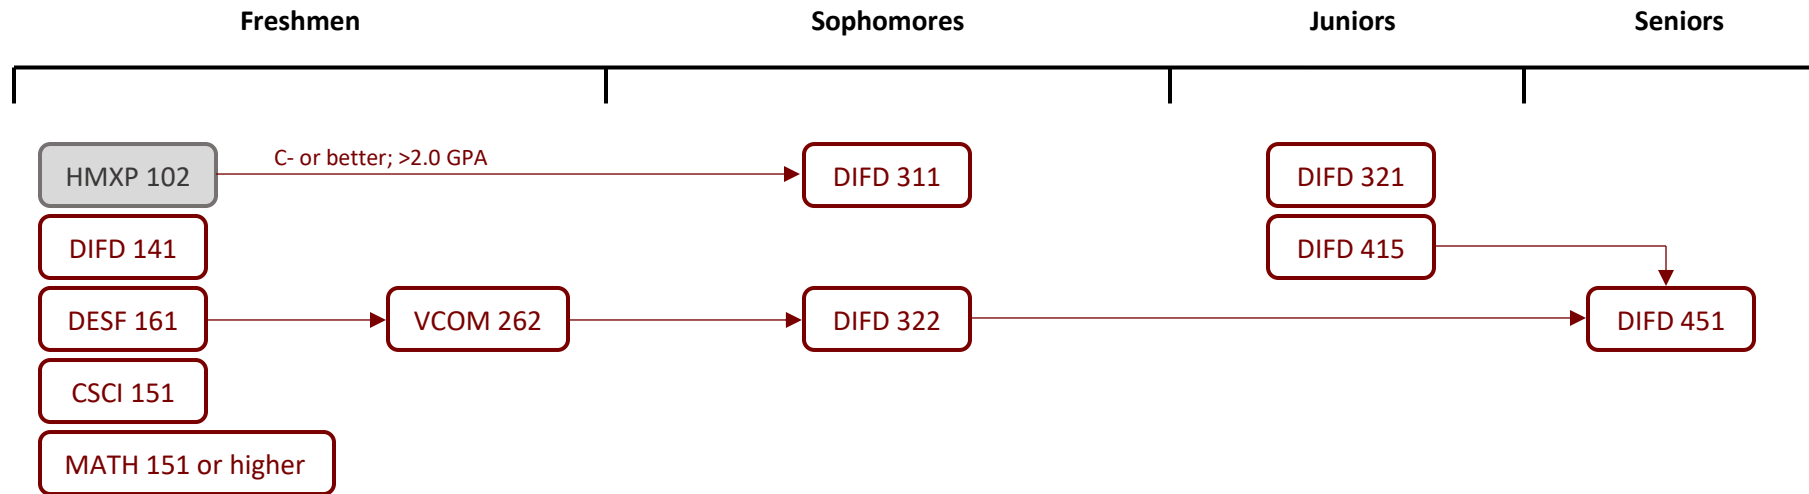 Freshmen Sophomores Juniors Seniors
HMXP 102 C- or better; >2.0 GPA DIFD 311 DIFD 321
DIFD 141 DIFD 415
DESF 161 VCOM 262 DIFD 322 DIFD 451
CSCI 151
MATH 151 or higher